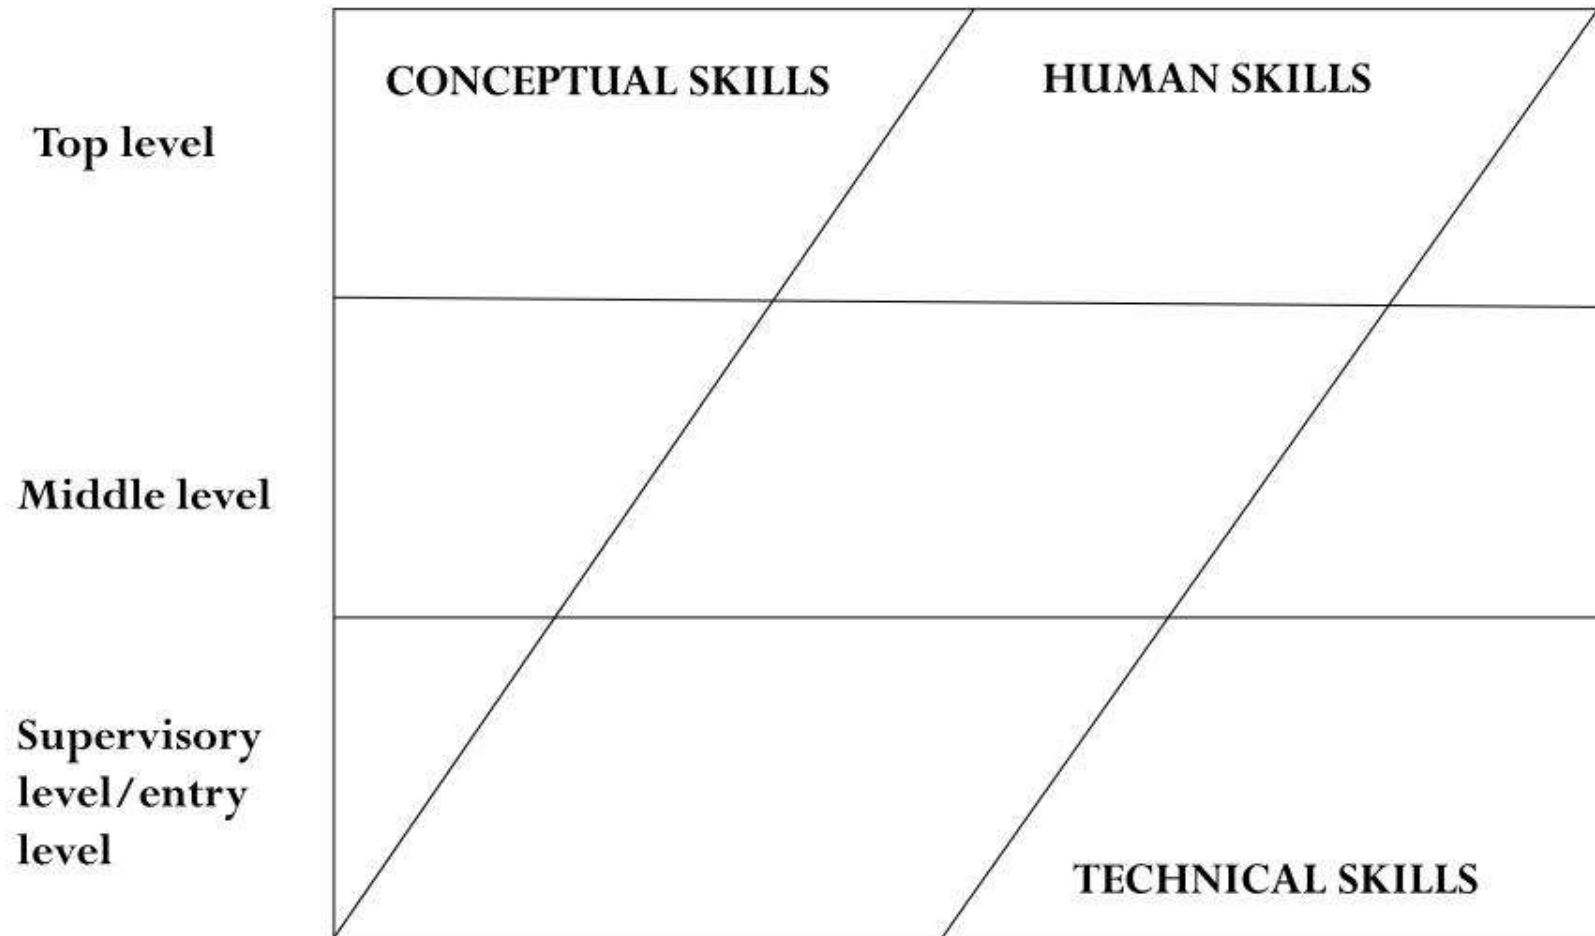 CONCEPTUAL SKILLS
HUMAN SKILLS
Top level
Middle level
Supervisory
level/entry
level
TECHNICAL SKILLS